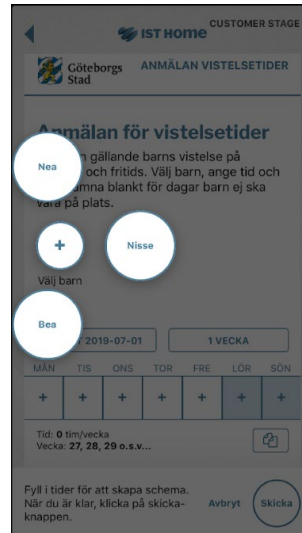 CUSTOMER STAGE
IST HOME
Göteborgs
Stad
ANMÄLAN VISTELSETIDER
Anmälan för vistelsetider
gällande barns vistelse på
och fritids. Välj barn, ange tid och
blankt för dagar barn ej ska
vara på plats.
Nea
+
Nisse
Välj barn
Bea
2019-07-01
1 VECKA
MÅN TIS ONS TOR FRE LÖR SÖN
+ + + + + + +
Tid: 0 tim/vecka
Vecka: 27, 28, 29 o.s.v...
Fyll i tider för att skapa schema.
När du är klar, klicka på skicka-
knappen.
Avbryt
Skicka